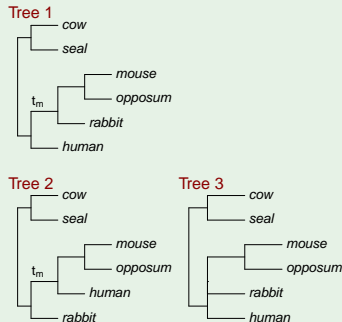 Tree 1
cow
seal
mouse
t_m
opposum
rabbit
human
Tree 2
cow
seal
mouse
t_m
opposum
human
rabbit
Tree 3
cow
seal
mouse
opposum
rabbit
human